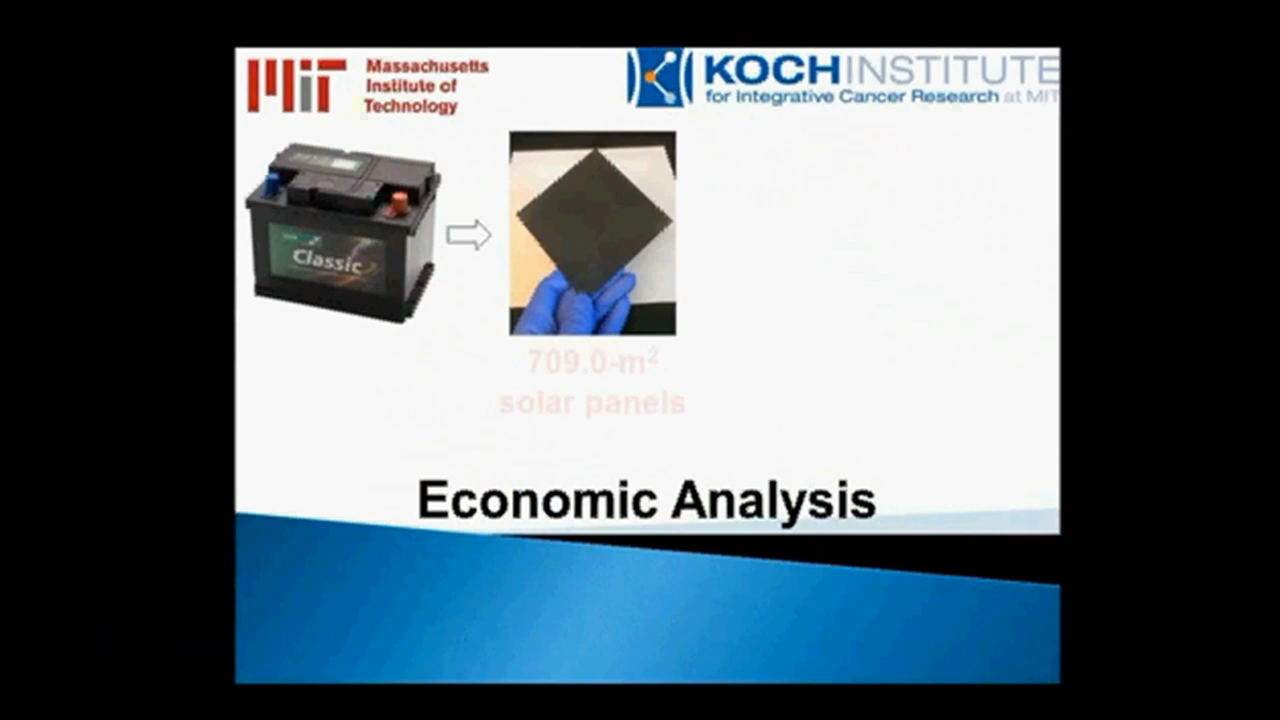 MIT
Massachusetts
Institute of
Technology
KOCH INSTITUTE
for Integrative Cancer Research at MIT
Classic
709.0-m²
solar panels
Economic Analysis